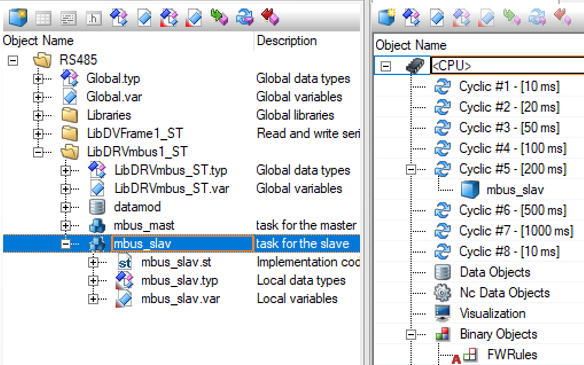 Object Name Description
RS485
Global.typ Global data types
Global.var Global variables
Libraries Global libraries
LibDVFrame1_ST Read and write seri
LibDRVmbus1_ST
LibDRVmbus_ST.typ Global data types
LibDRVmbus_ST.var Global variables
datamod
mbus_mast task for the master
mbus_slav task for the slave
mbus_slav.st Implementation cod
mbus_slav.typ Local data types
mbus_slav.var Local variables
Object Name
<CPU>
Cyclic #1 - [10 ms]
Cyclic #2 - [20 ms]
Cyclic #3 - [50 ms]
Cyclic #4 - [100 ms]
Cyclic #5 - [200 ms]
mbus_slav
Cyclic #6 - [500 ms]
Cyclic #7 - [1000 ms]
Cyclic #8 - [10 ms]
Data Objects
Nc Data Objects
Visualization
Binary Objects
FWRules